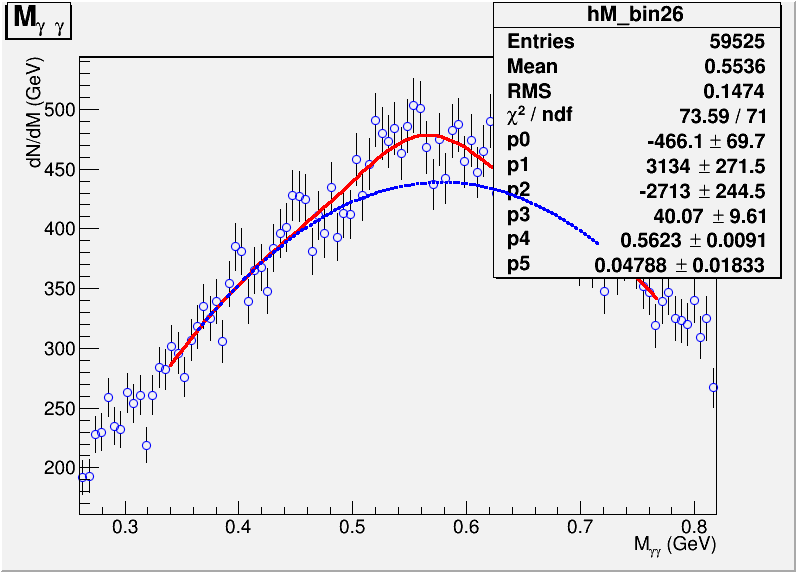 M γ γ
hM_bin26
Entries 59525
Mean 0.5536
RMS 0.1474
χ² / ndf 73.59 / 71
p0 -466.1 ± 69.7
p1 3134 ± 271.5
p2 -2713 ± 244.5
p3 40.07 ± 9.61
p4 0.5623 ± 0.0091
p5 0.04788 ± 0.01833
dN/dM (GeV)
500
450
400
350
300
250
200
0.3 0.4 0.5 0.6 0.7 0.8
Mγγ (GeV)